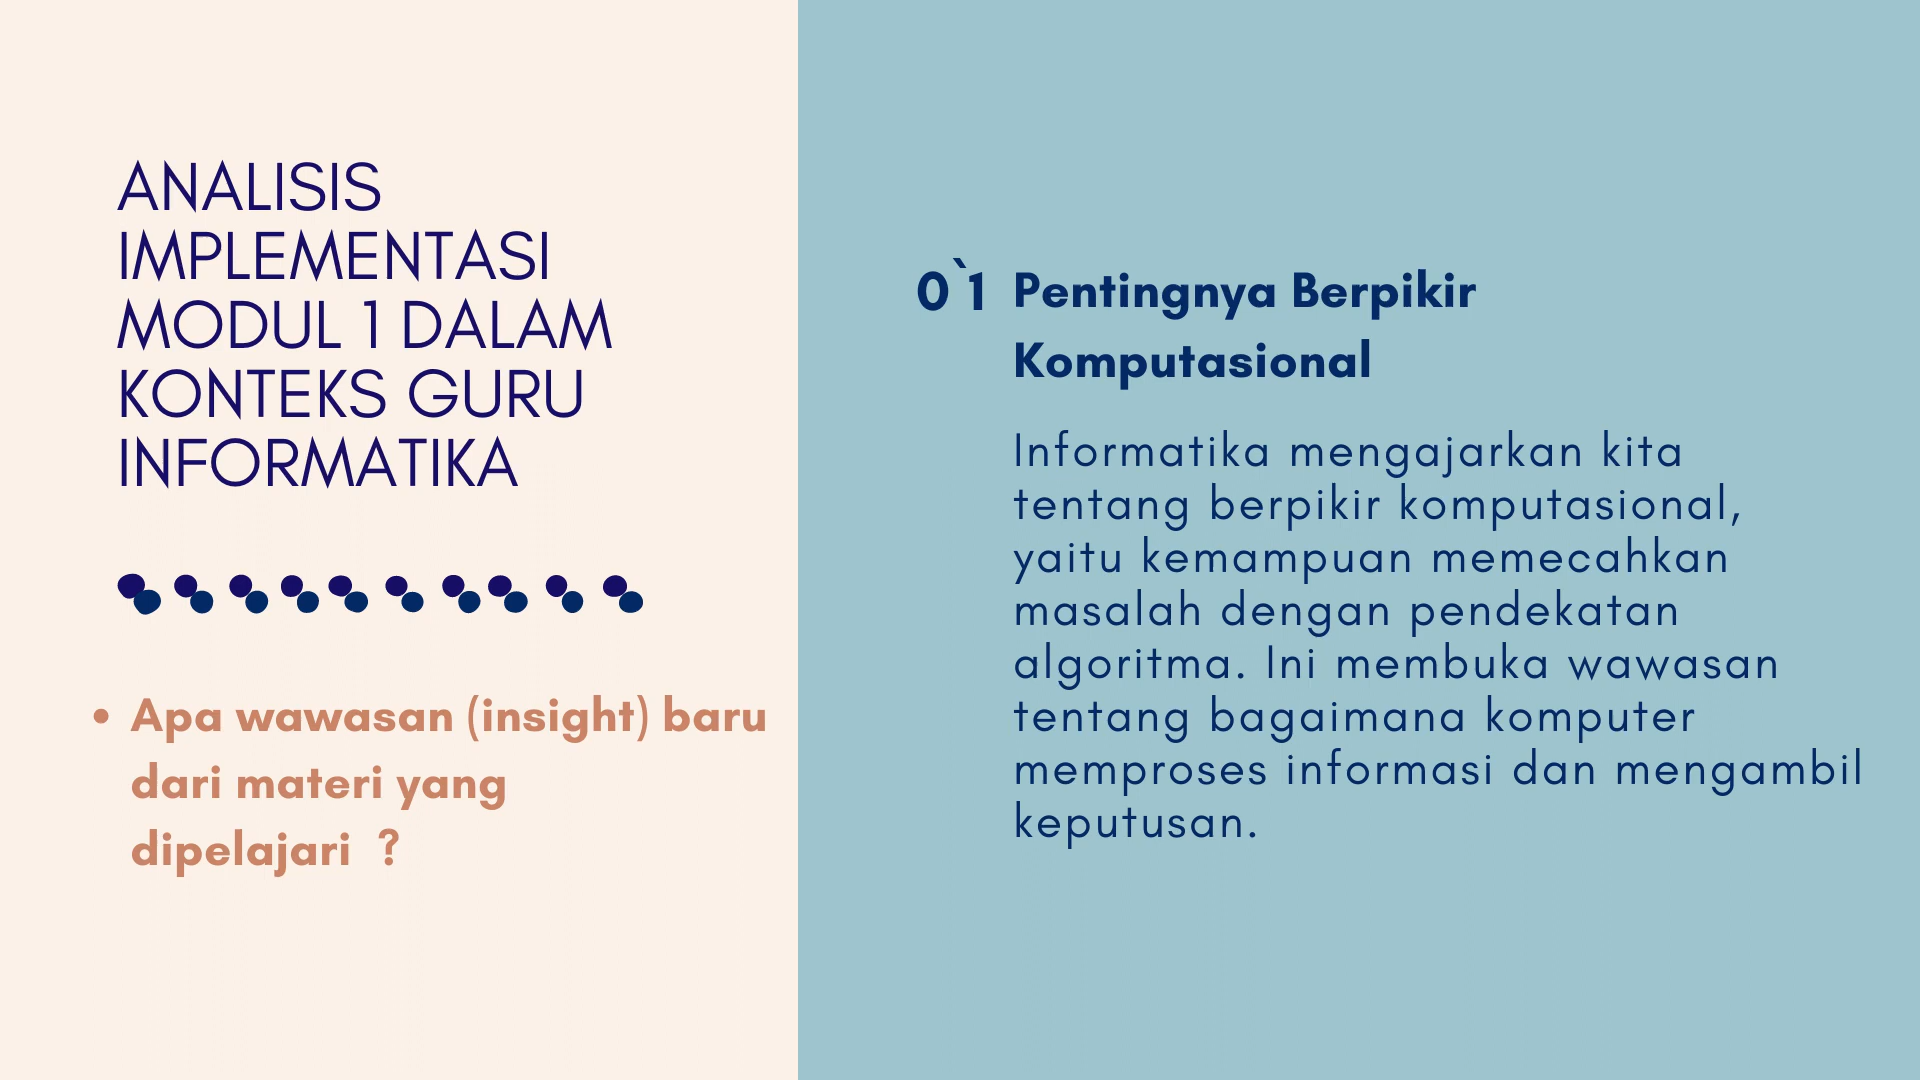 ANALISIS
IMPLEMENTASI
MODUL 1 DALAM
KONTEKS GURU
INFORMATIKA
• Apa wawasan (insight) baru
dari materi yang
dipelajari  ?
0`1 Pentingnya Berpikir
Komputasional
Informatika mengajarkan kita
tentang berpikir komputasional,
yaitu kemampuan memecahkan
masalah dengan pendekatan
algoritma. Ini membuka wawasan
tentang bagaimana komputer
memproses informasi dan mengambil
keputusan.